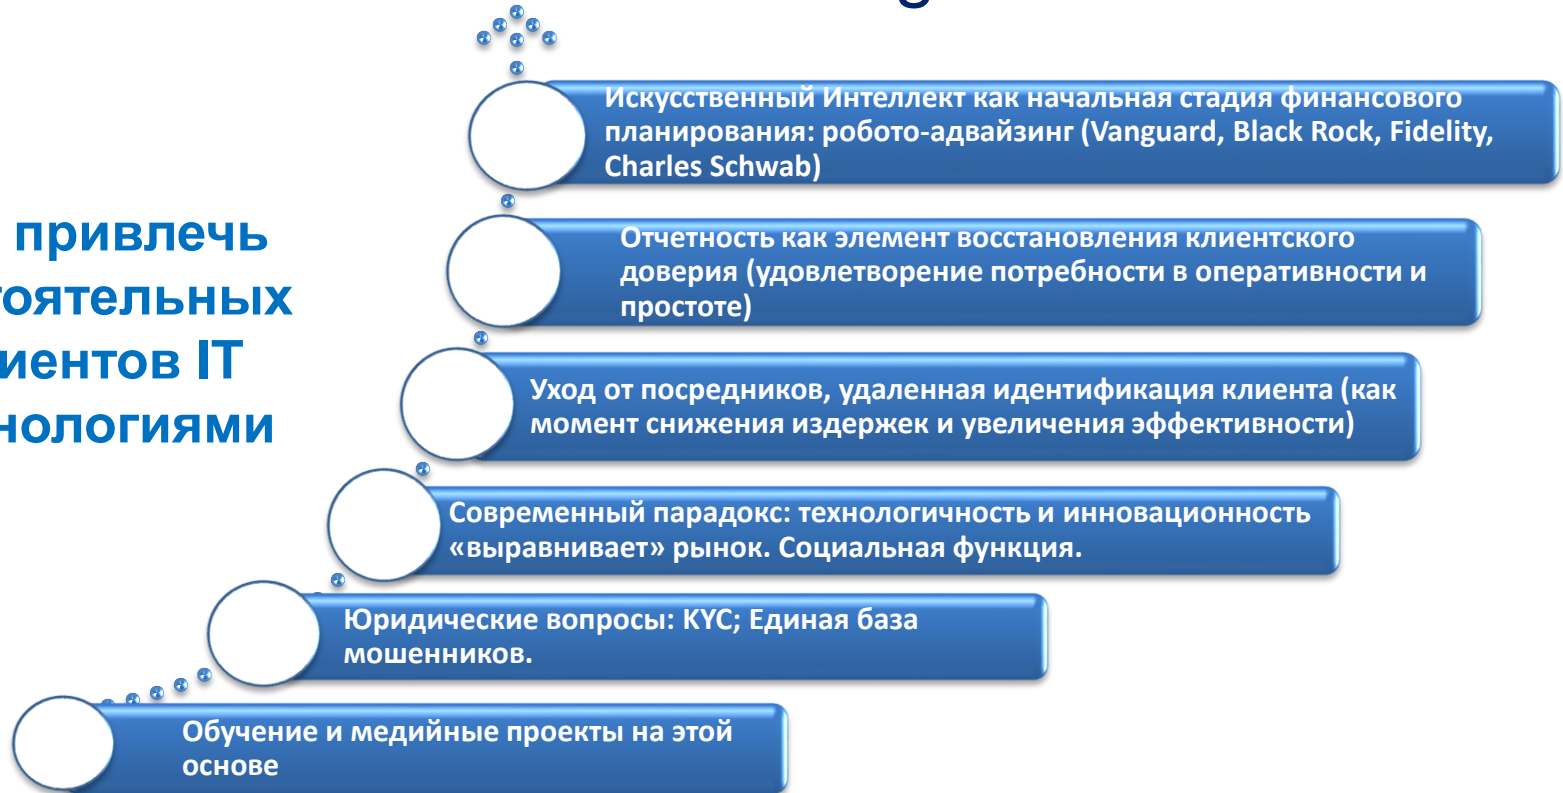 g
Искусственный Интеллект как начальная стадия финансового
планирования: робото-адвайзинг (Vanguard, Black Rock, Fidelity,
Charles Schwab)
Отчетность как элемент восстановления клиентского
доверия (удовлетворение потребности в оперативности и
простоте)
привлечь
тоятельных
иентов IT
нологиями
Уход от посредников, удаленная идентификация клиента (как
момент снижения издержек и увеличения эффективности)
Современный парадокс: технологичность и инновационность
«выравнивает» рынок. Социальная функция.
Юридические вопросы: KYC; Единая база
мошенников.
Обучение и медийные проекты на этой
основе